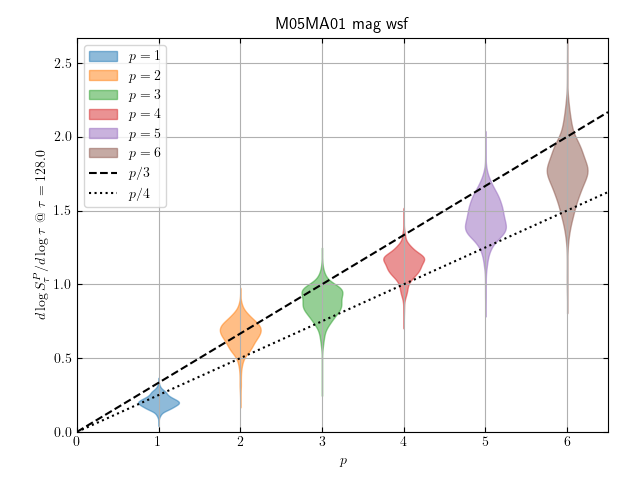 M05MA01 mag wsf
d log S_τ^P / d log τ @ τ = 128.0
2.5
2.0
1.5
1.0
0.5
0.0
p = 1
p = 2
p = 3
p = 4
p = 5
p = 6
p/3
p/4
0 1 2 3 4 5 6
p